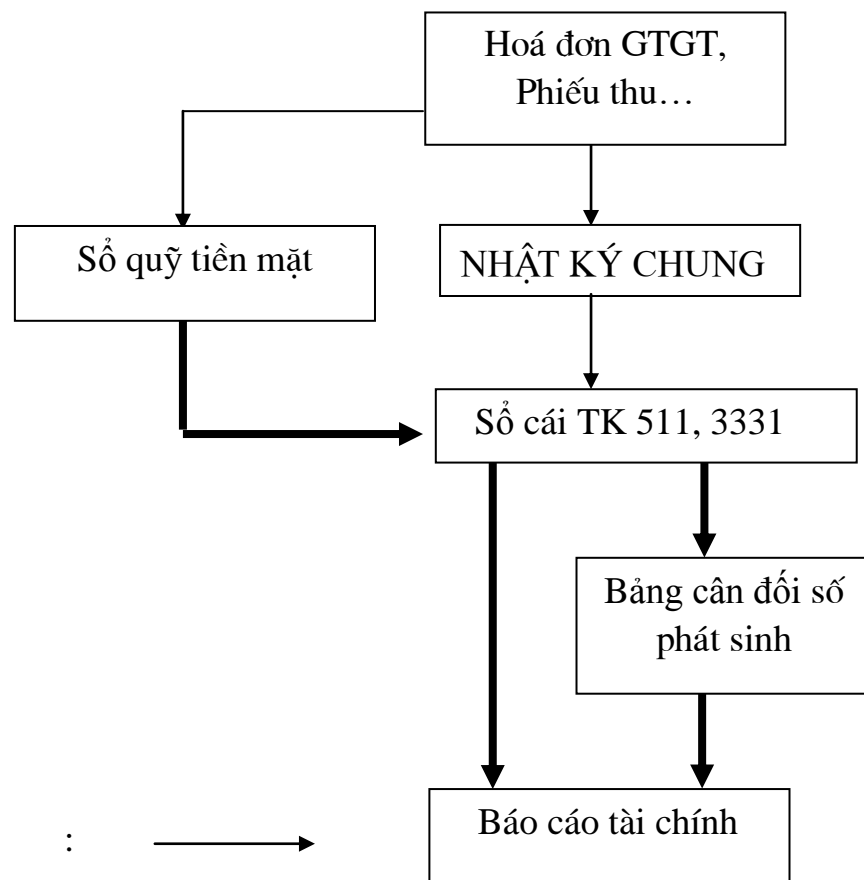 Hoá đơn GTGT,
Phiếu thu…
Sổ quỹ tiền mặt
NHẬT KÝ CHUNG
Sổ cái TK 511, 3331
Bảng cân đối số
phát sinh
Báo cáo tài chính
: